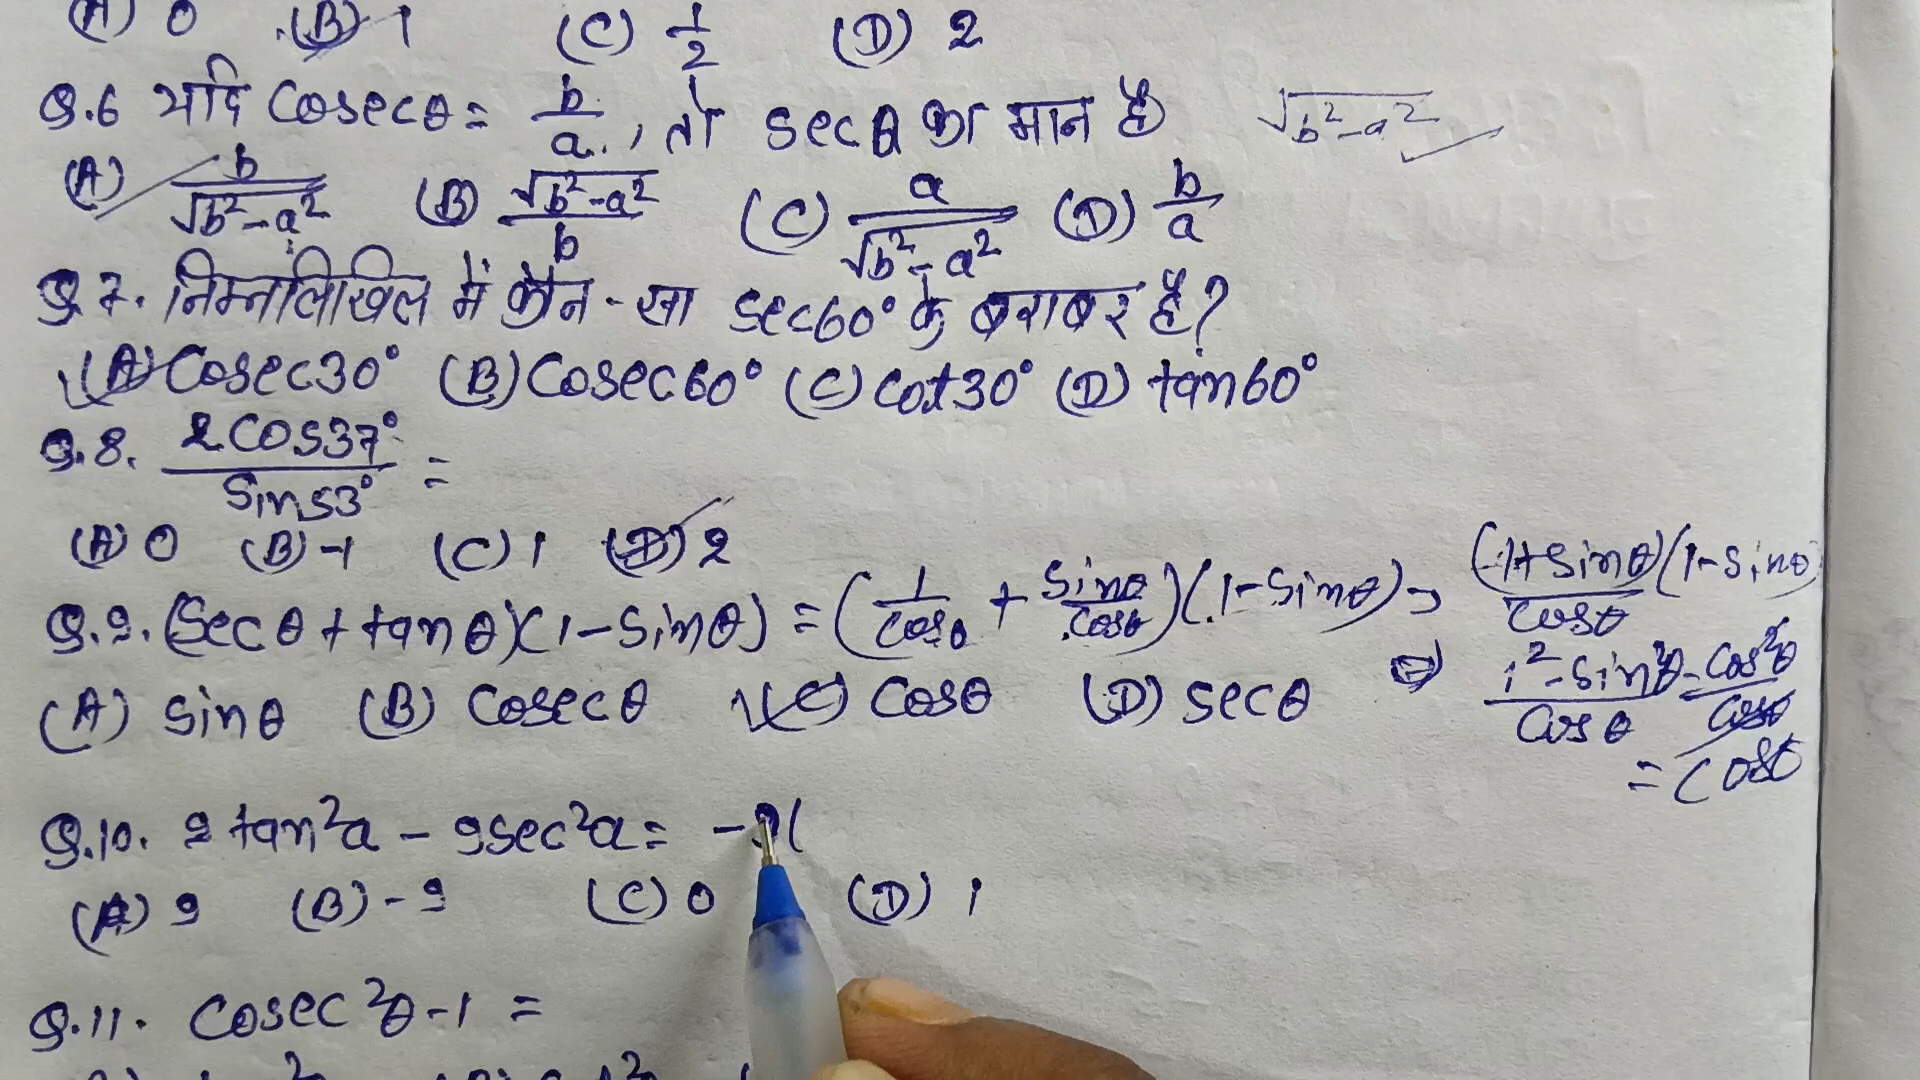 (A) 0 (B) 1 (C) 1/2 (D) 2
Q.6 यदि Cosecθ = b/a, तो secθ का मान है √b²-a²
(A) b/√b²-a² (B) √b²-a²/b (C) a/√b²-a² (D) b/a
Q.7. निम्नलिखिल में कौन-सा sec60° के बराबर है?
(A) Cosec30° (B) Cosec60° (C) cot30° (D) tan60°
Q.8. 2Cos37°/Sin53° =
(A) 0 (B) -1 (C) 1 (D) 2
Q.9. (Secθ + tanθ)(1-Sinθ) = (1/cosθ + Sinθ/cosθ)(1-Sinθ) (1+Sinθ)(1-Sinθ)/cosθ
⇒ 1²-Sin²θ/Cosθ = Cos²θ/Cosθ
(A) Sinθ (B) Cosecθ (C) Cosθ (D) Secθ
= Cosθ
Q.10. 9tan²a - 9sec²a = -9(
(A) 9 (B) -9 (C) 0 (D) 1
Q.11. Cosec²θ-1 =